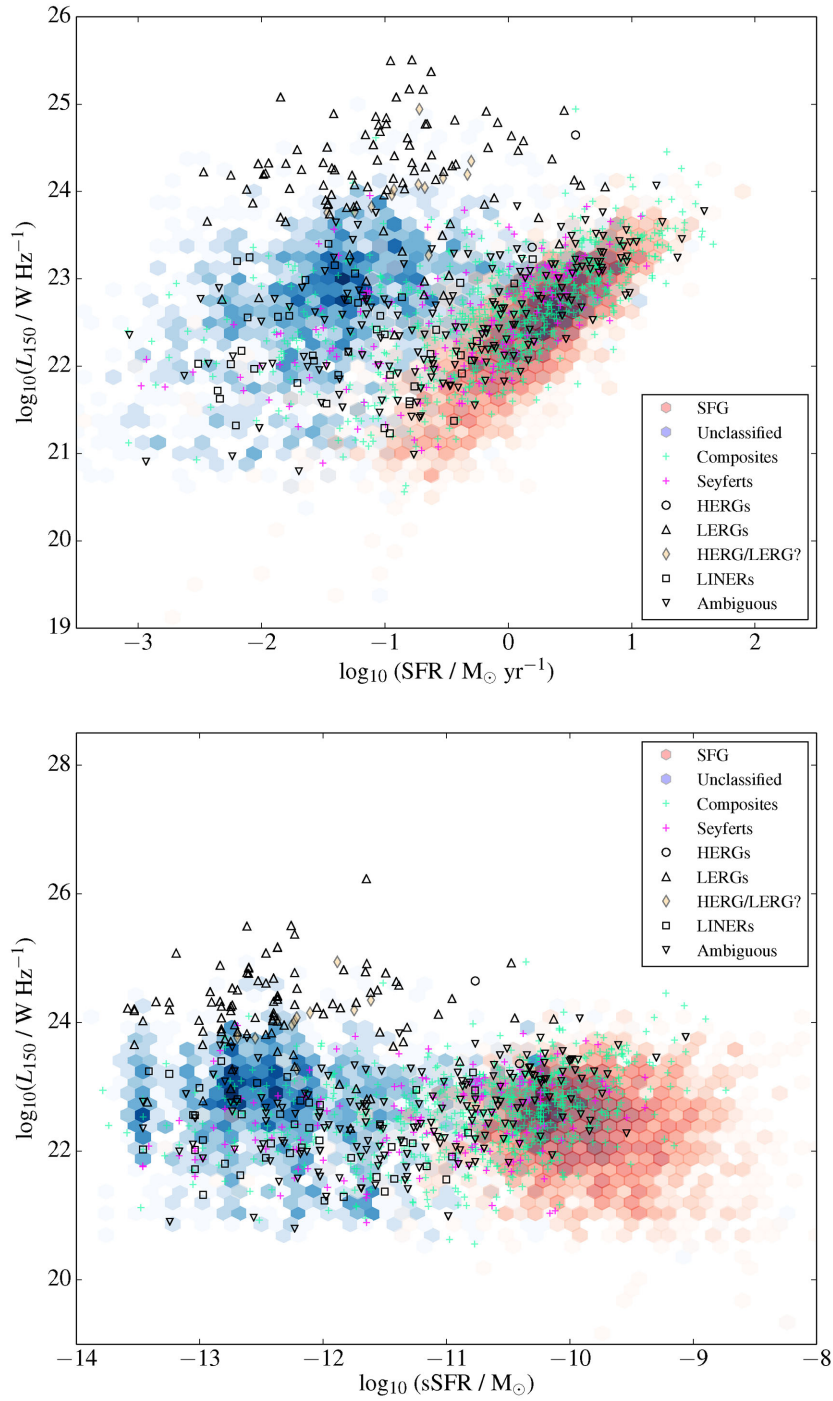 26
25
24
23
22
21
20
19
log₁₀(L₁₅₀ / W Hz⁻¹)
SFG
Unclassified
Composites
Seyferts
HERGs
LERGs
HERG/LERG?
LINERs
Ambiguous
−3 −2 −1 0 1 2
log₁₀ (SFR / M⊙ yr⁻¹)
28
26
24
22
20
log₁₀(L₁₅₀ / W Hz⁻¹)
SFG
Unclassified
Composites
Seyferts
HERGs
LERGs
HERG/LERG?
LINERs
Ambiguous
−14 −13 −12 −11 −10 −9 −8
log₁₀ (sSFR / M⊙)